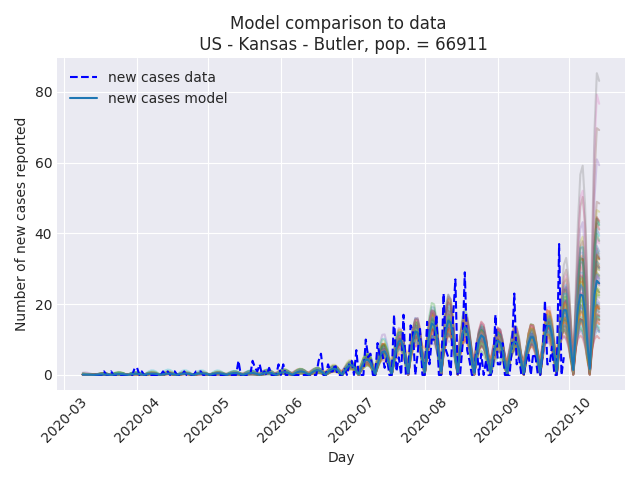 Model comparison to data
US - Kansas - Butler, pop. = 66911
new cases data
new cases model
Number of new cases reported
80
60
40
20
0
2020-03
2020-04
2020-05
2020-06
2020-07
2020-08
2020-09
2020-10
Day